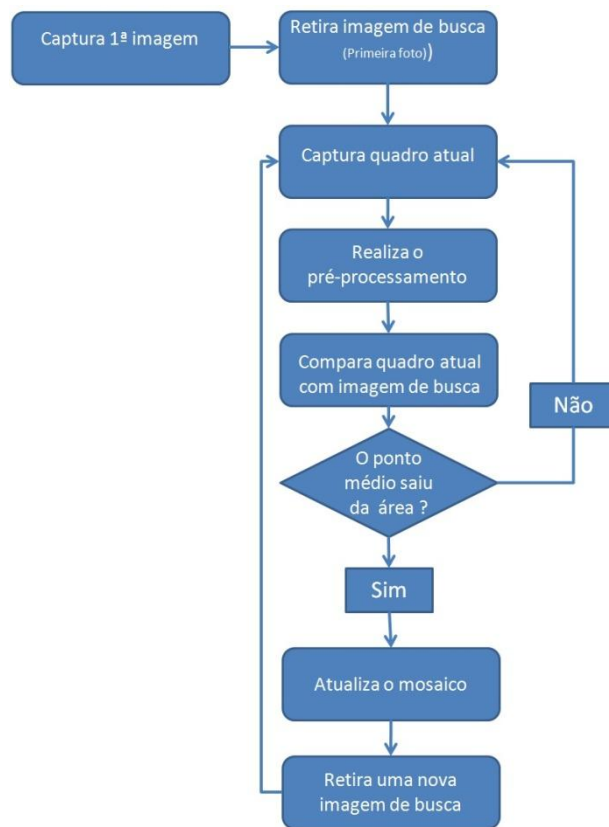 Captura 1ª imagem
Retira imagem de busca
(Primeira foto))
Captura quadro atual
Realiza o
pré-processamento
Compara quadro atual
com imagem de busca
Não
O ponto
médio saiu
da área ?
Sim
Atualiza o mosaico
Retira uma nova
imagem de busca